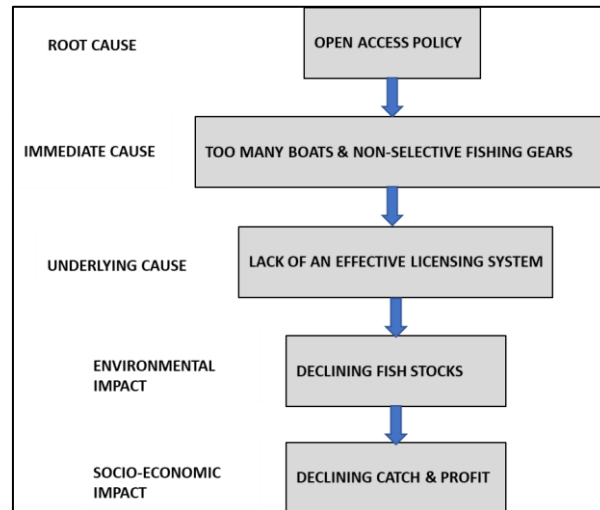 ROOT CAUSE
OPEN ACCESS POLICY
IMMEDIATE CAUSE
TOO MANY BOATS & NON-SELECTIVE FISHING GEARS
UNDERLYING CAUSE
LACK OF AN EFFECTIVE LICENSING SYSTEM
ENVIRONMENTAL
IMPACT
DECLINING FISH STOCKS
SOCIO-ECONOMIC
IMPACT
DECLINING CATCH & PROFIT